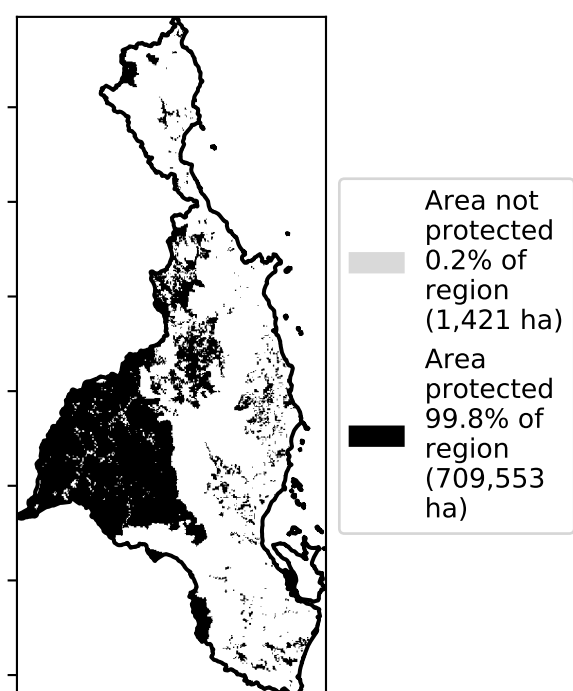 Area not
protected
0.2% of
region
(1,421 ha)
Area
protected
99.8% of
region
(709,553
ha)